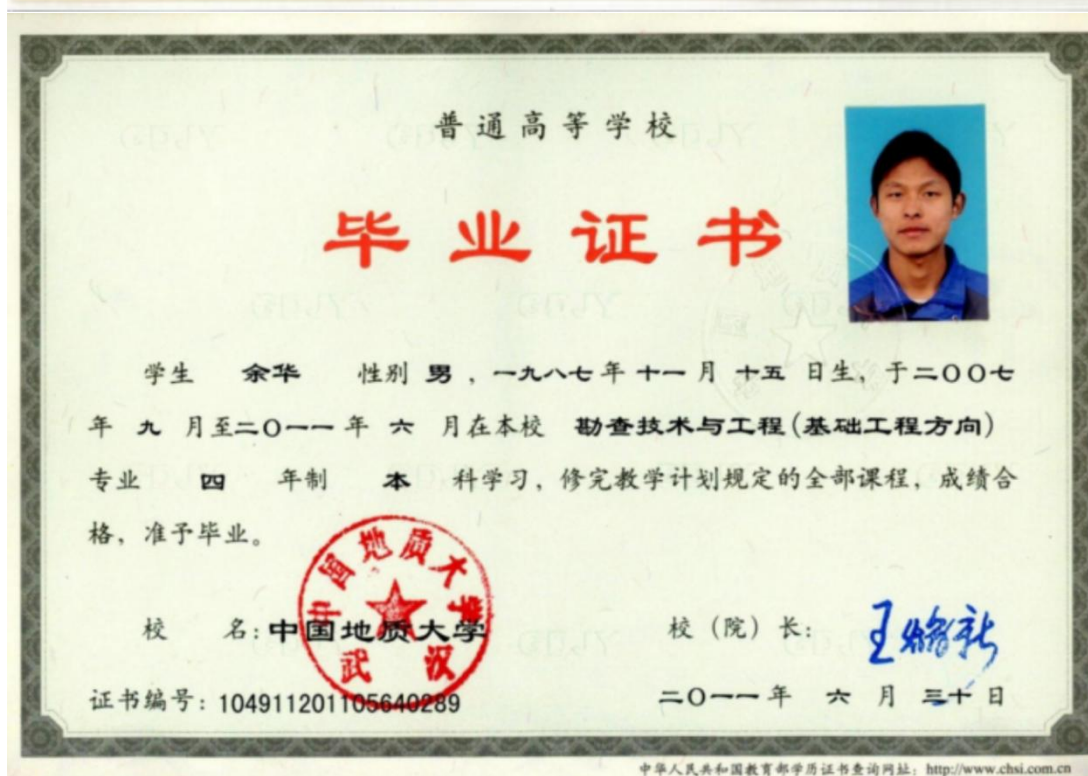 普通高等学校
毕业证书
学生 余华 性别 男 ，一九八七年 十一 月 十五 日生，于二〇〇七
年 九 月至二〇一一 年 六 月在本校 勘查技术与工程(基础工程方向)
专业 四 年制 本 科学习，修完教学计划规定的全部课程，成绩合
格，准予毕业。
中国地质大学
武汉
校 名：中国地质大学
校（院）长：
证书编号：104911201105640289
二〇一一年 六 月 三十 日
中华人民共和国教育部学历证书查询网址：http://www.chsi.com.cn